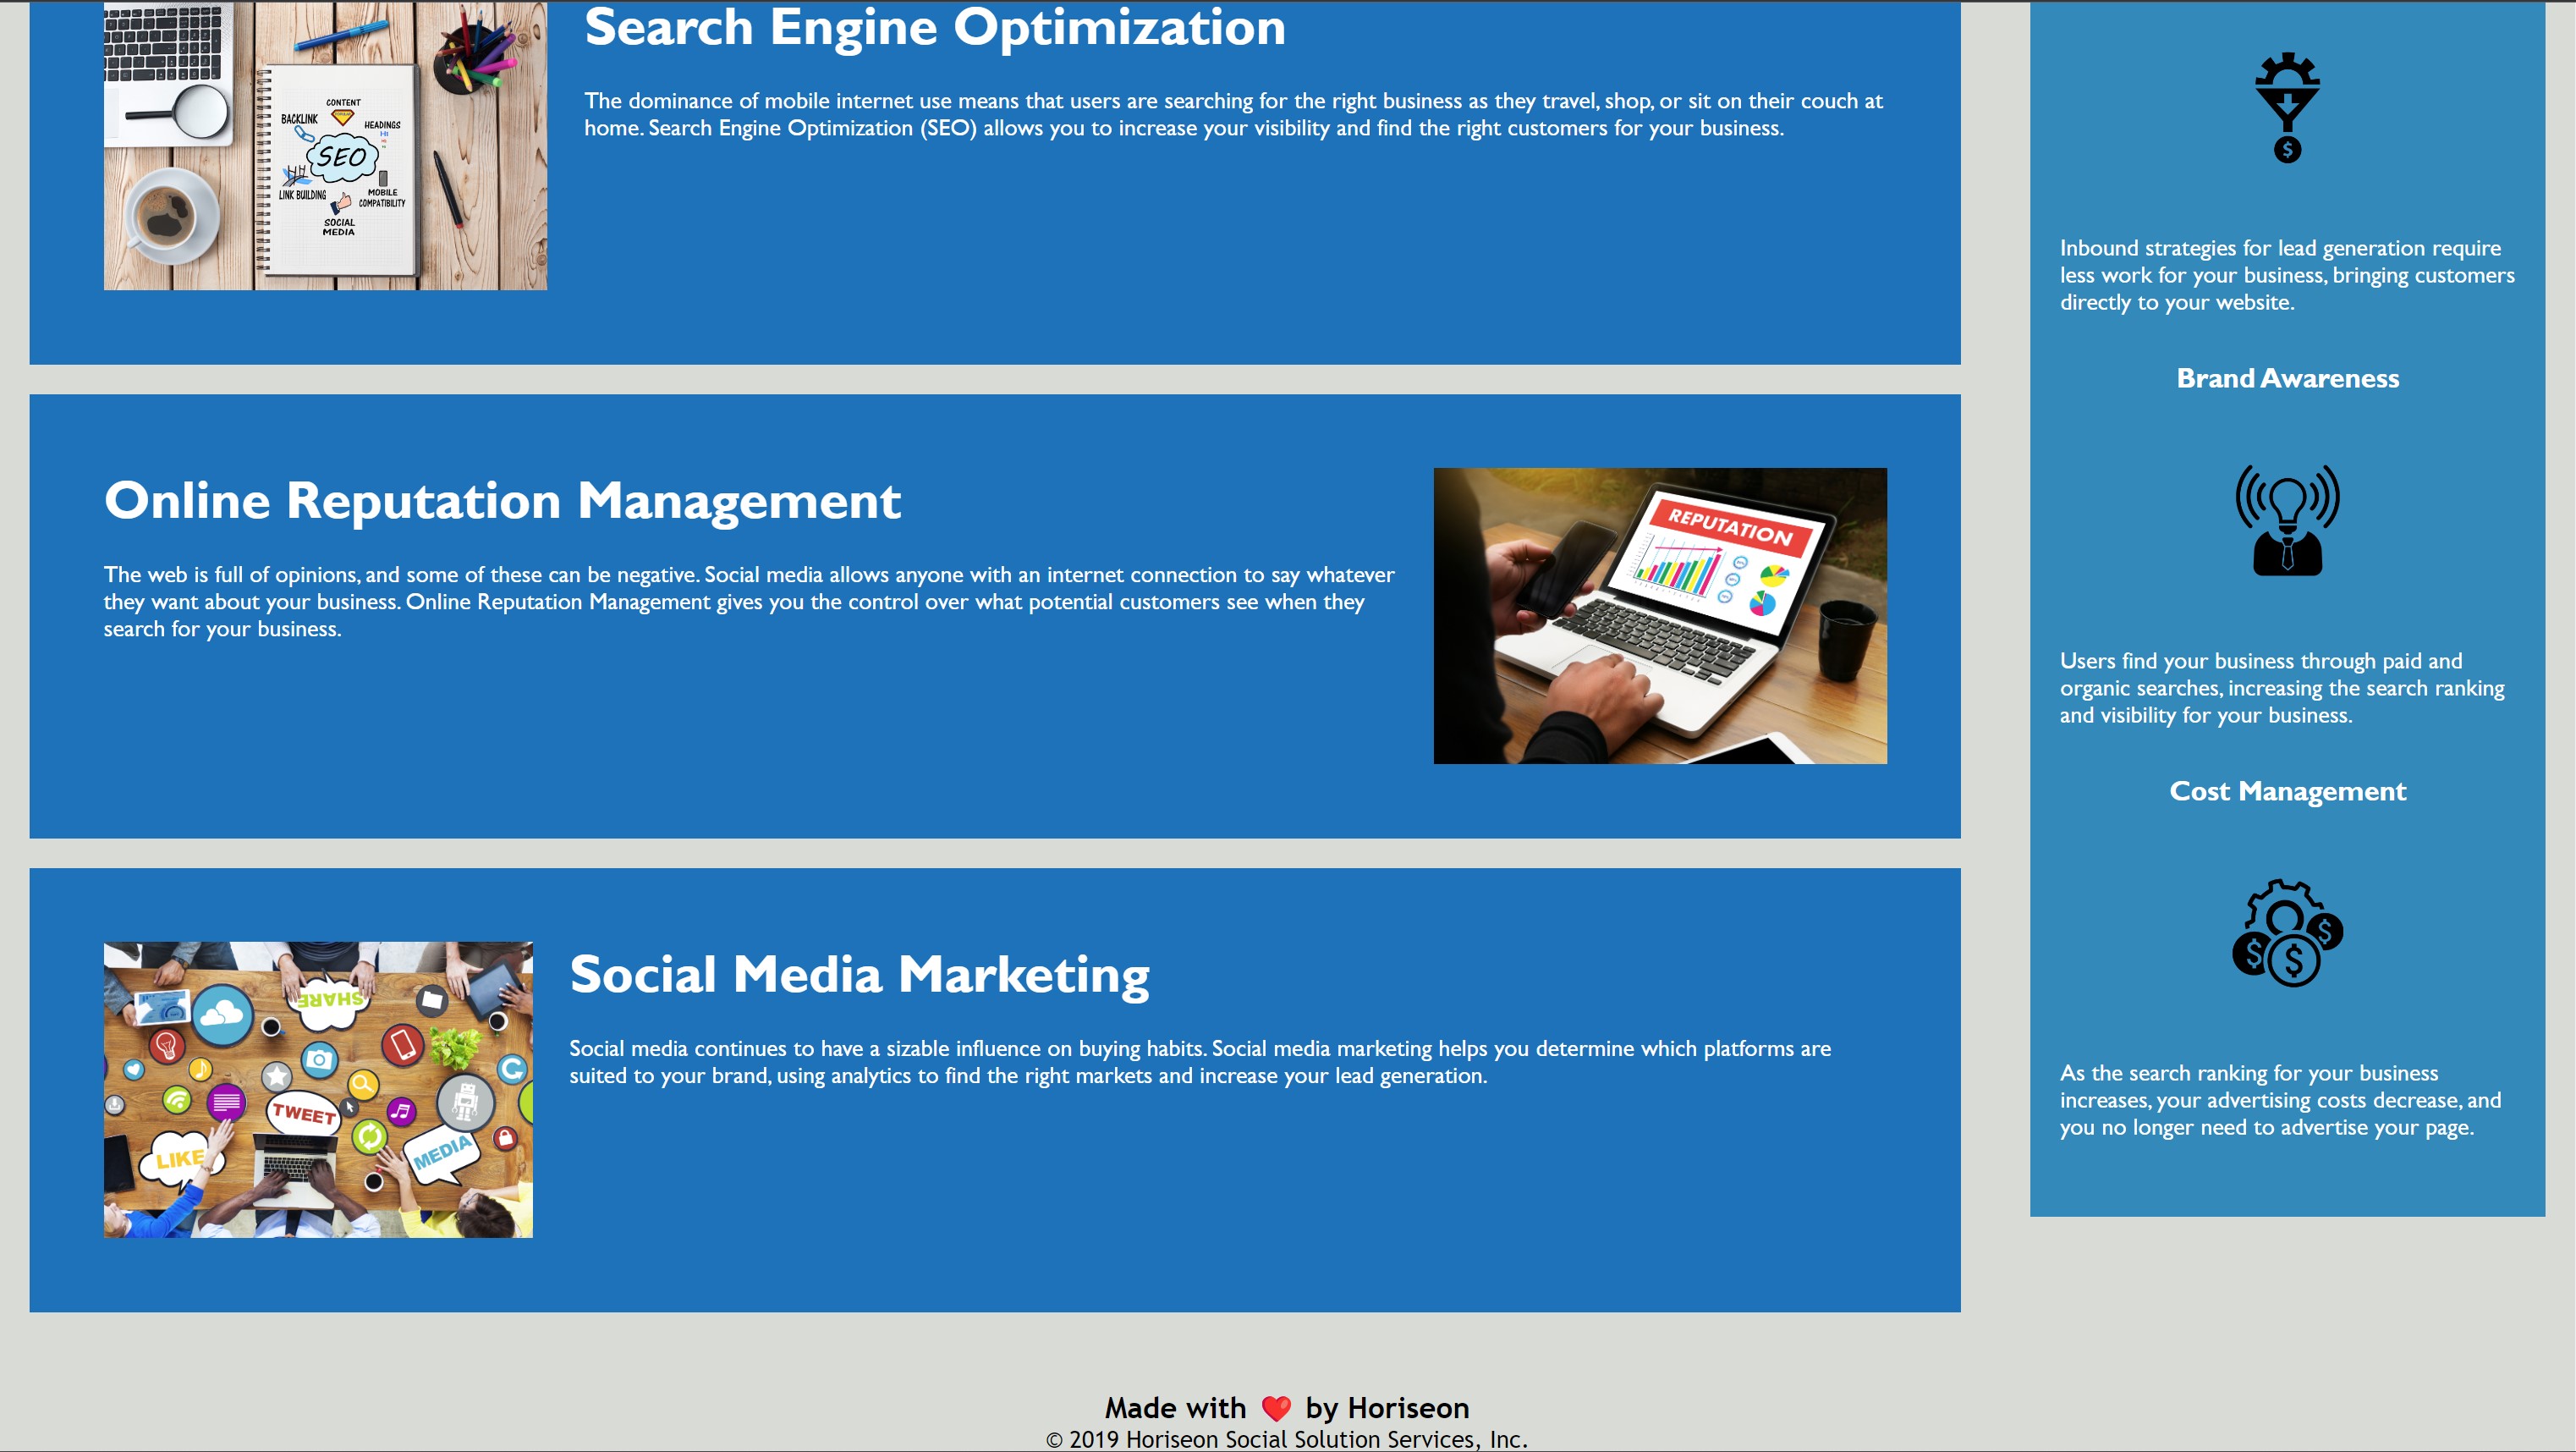 Search Engine Optimization
The dominance of mobile internet use means that users are searching for the right business as they travel, shop, or sit on their couch at
home. Search Engine Optimization (SEO) allows you to increase your visibility and find the right customers for your business.
CONTENT
BACKLINK
HEADINGS
SEO
LINK BUILDING
MOBILE
COMPATIBILITY
SOCIAL
MEDIA
Online Reputation Management
The web is full of opinions, and some of these can be negative. Social media allows anyone with an internet connection to say whatever
they want about your business. Online Reputation Management gives you the control over what potential customers see when they
search for your business.
REPUTATION
Social Media Marketing
Social media continues to have a sizable influence on buying habits. Social media marketing helps you determine which platforms are
suited to your brand, using analytics to find the right markets and increase your lead generation.
SHARE
TWEET
LIKE
MEDIA
$
Inbound strategies for lead generation require
less work for your business, bringing customers
directly to your website.
Brand Awareness
Users find your business through paid and
organic searches, increasing the search ranking
and visibility for your business.
Cost Management
$
$
$
As the search ranking for your business
increases, your advertising costs decrease, and
you no longer need to advertise your page.
Made with ❤️ by Horiseon
© 2019 Horiseon Social Solution Services, Inc.